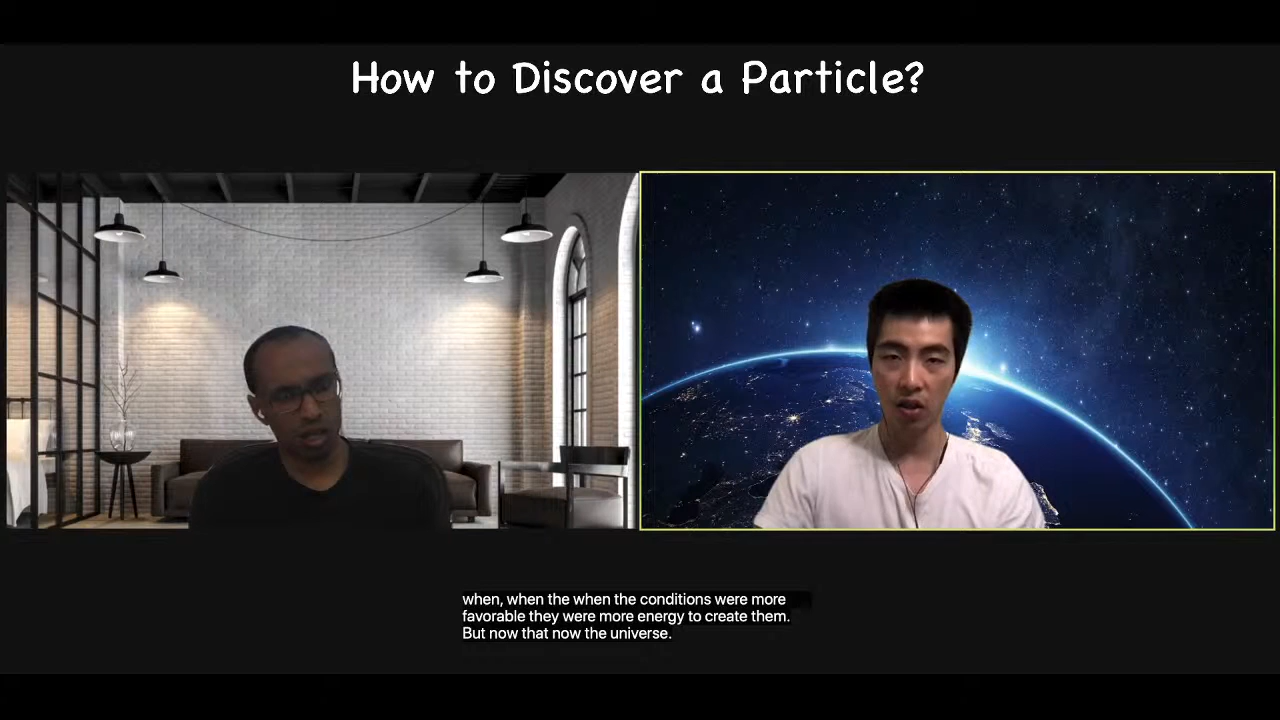 How to Discover a Particle?
when, when the when the conditions were more
favorable they were more energy to create them.
But now that now the universe.